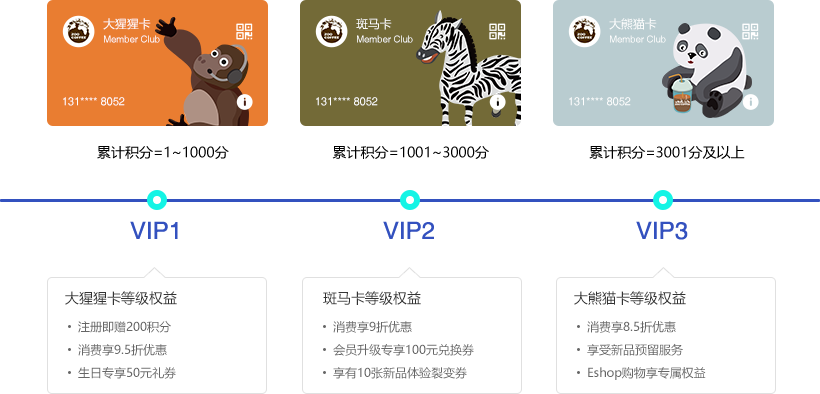 大猩猩卡
Member Club
ZOO
COFFEE
131**** 8052
斑马卡
Member Club
ZOO
COFFEE
131**** 8052
大熊猫卡
Member Club
ZOO
COFFEE
131**** 8052
累计积分=1~1000分
累计积分=1001~3000分
累计积分=3001分及以上
VIP1
VIP2
VIP3
大猩猩卡等级权益
• 注册即赠200积分
• 消费享9.5折优惠
• 生日专享50元礼券
斑马卡等级权益
• 消费享9折优惠
• 会员升级专享100元兑换券
• 享有10张新品体验裂变券
大熊猫卡等级权益
• 消费享8.5折优惠
• 享受新品预留服务
• Eshop购物享专属权益